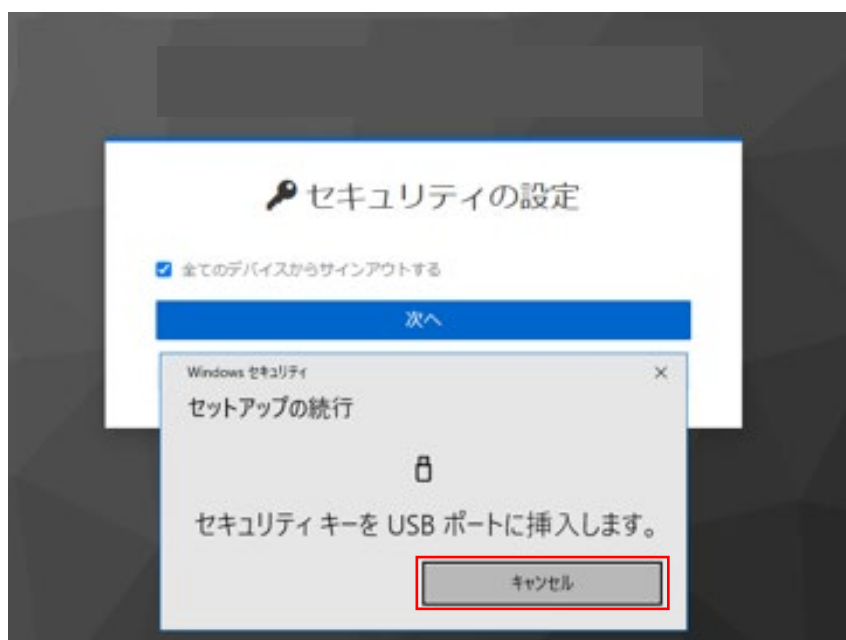 セキュリティの設定
全てのデバイスからサインアウトする
次へ
Windows セキュリティ
セットアップの続行
セキュリティ キーを USB ポートに挿入します。
キャンセル